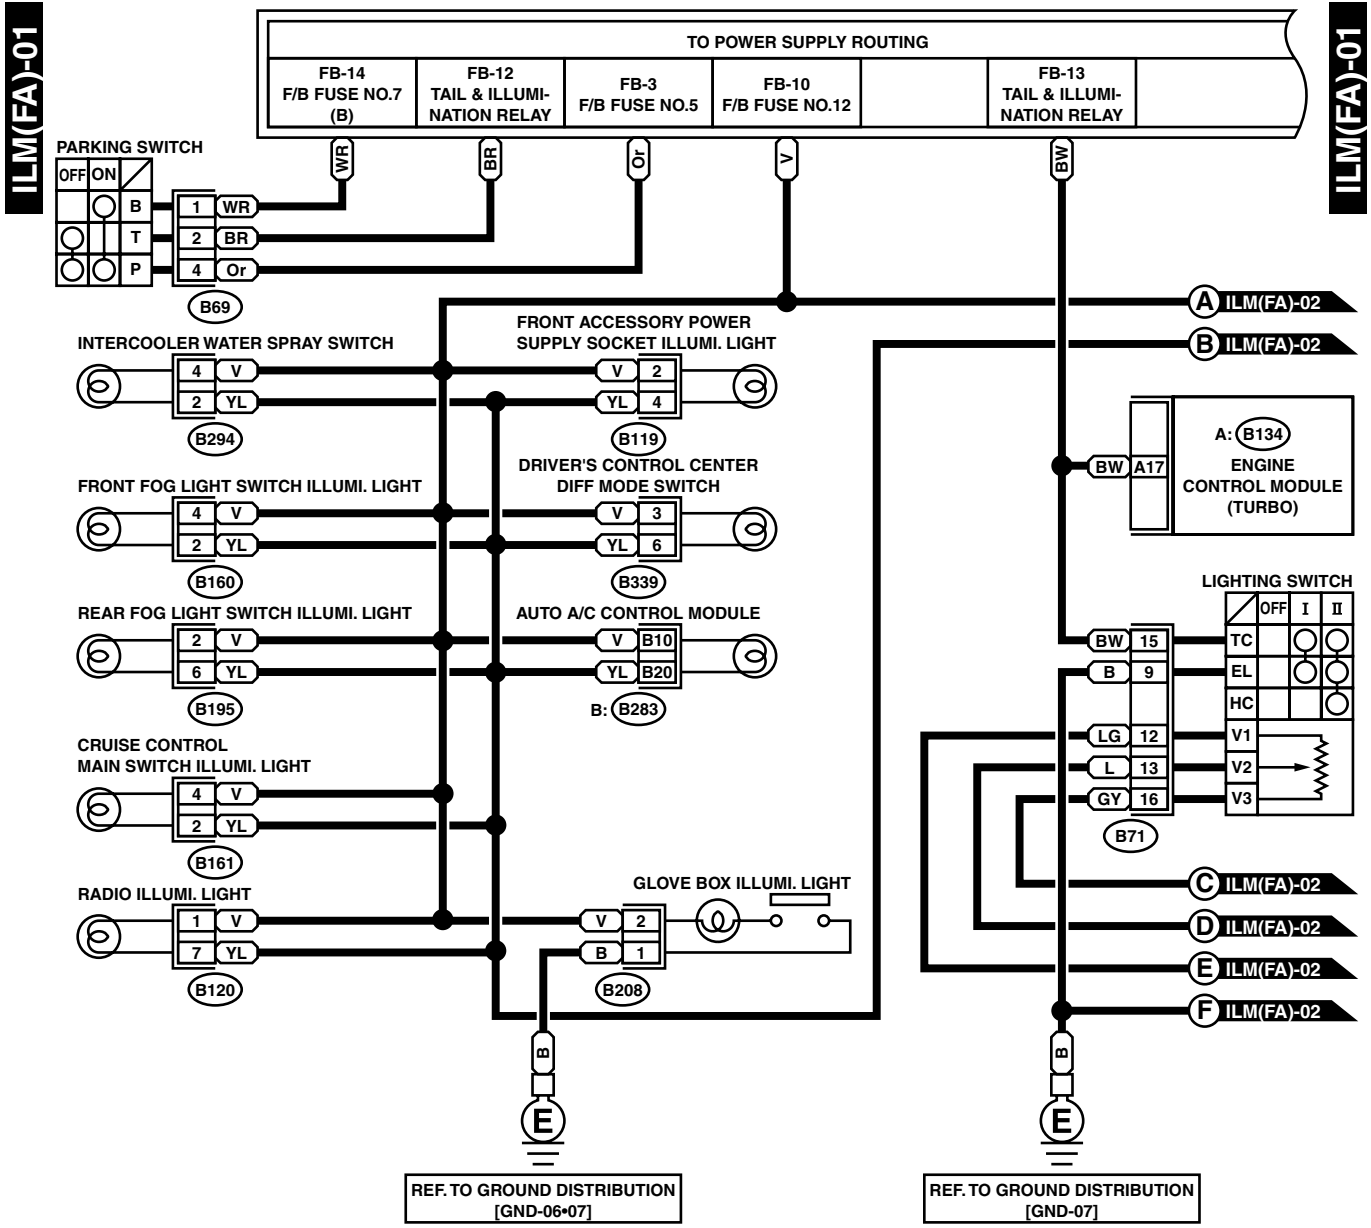 ILM(FA)-01
ILM(FA)-01
TO POWER SUPPLY ROUTING
FB-14
F/B FUSE NO.7
(B)
FB-12
TAIL & ILLUMI-
NATION RELAY
FB-3
F/B FUSE NO.5
FB-10
F/B FUSE NO.12
FB-13
TAIL & ILLUMI-
NATION RELAY
WR
BR
Or
V
BW
PARKING SWITCH
OFF ON
B 1 WR
T 2 BR
P 4 Or
B69
A ILM(FA)-02
B ILM(FA)-02
INTERCOOLER WATER SPRAY SWITCH
4 V
2 YL
B294
FRONT ACCESSORY POWER
SUPPLY SOCKET ILLUMI. LIGHT
V 2
YL 4
B119
A: B134
ENGINE
CONTROL MODULE
(TURBO)
BW A17
FRONT FOG LIGHT SWITCH ILLUMI. LIGHT
4 V
2 YL
B160
DRIVER'S CONTROL CENTER
DIFF MODE SWITCH
V 3
YL 6
B339
REAR FOG LIGHT SWITCH ILLUMI. LIGHT
2 V
6 YL
B195
AUTO A/C CONTROL MODULE
V B10
YL B20
B: B283
LIGHTING SWITCH
OFF I II
BW 15 TC
B 9 EL
HC
LG 12 V1
L 13 V2
GY 16 V3
B71
CRUISE CONTROL
MAIN SWITCH ILLUMI. LIGHT
4 V
2 YL
B161
RADIO ILLUMI. LIGHT
1 V
7 YL
B120
GLOVE BOX ILLUMI. LIGHT
V 2
B 1
B208
C ILM(FA)-02
D ILM(FA)-02
E ILM(FA)-02
F ILM(FA)-02
B
E
REF. TO GROUND DISTRIBUTION
[GND-06•07]
B
E
REF. TO GROUND DISTRIBUTION
[GND-07]